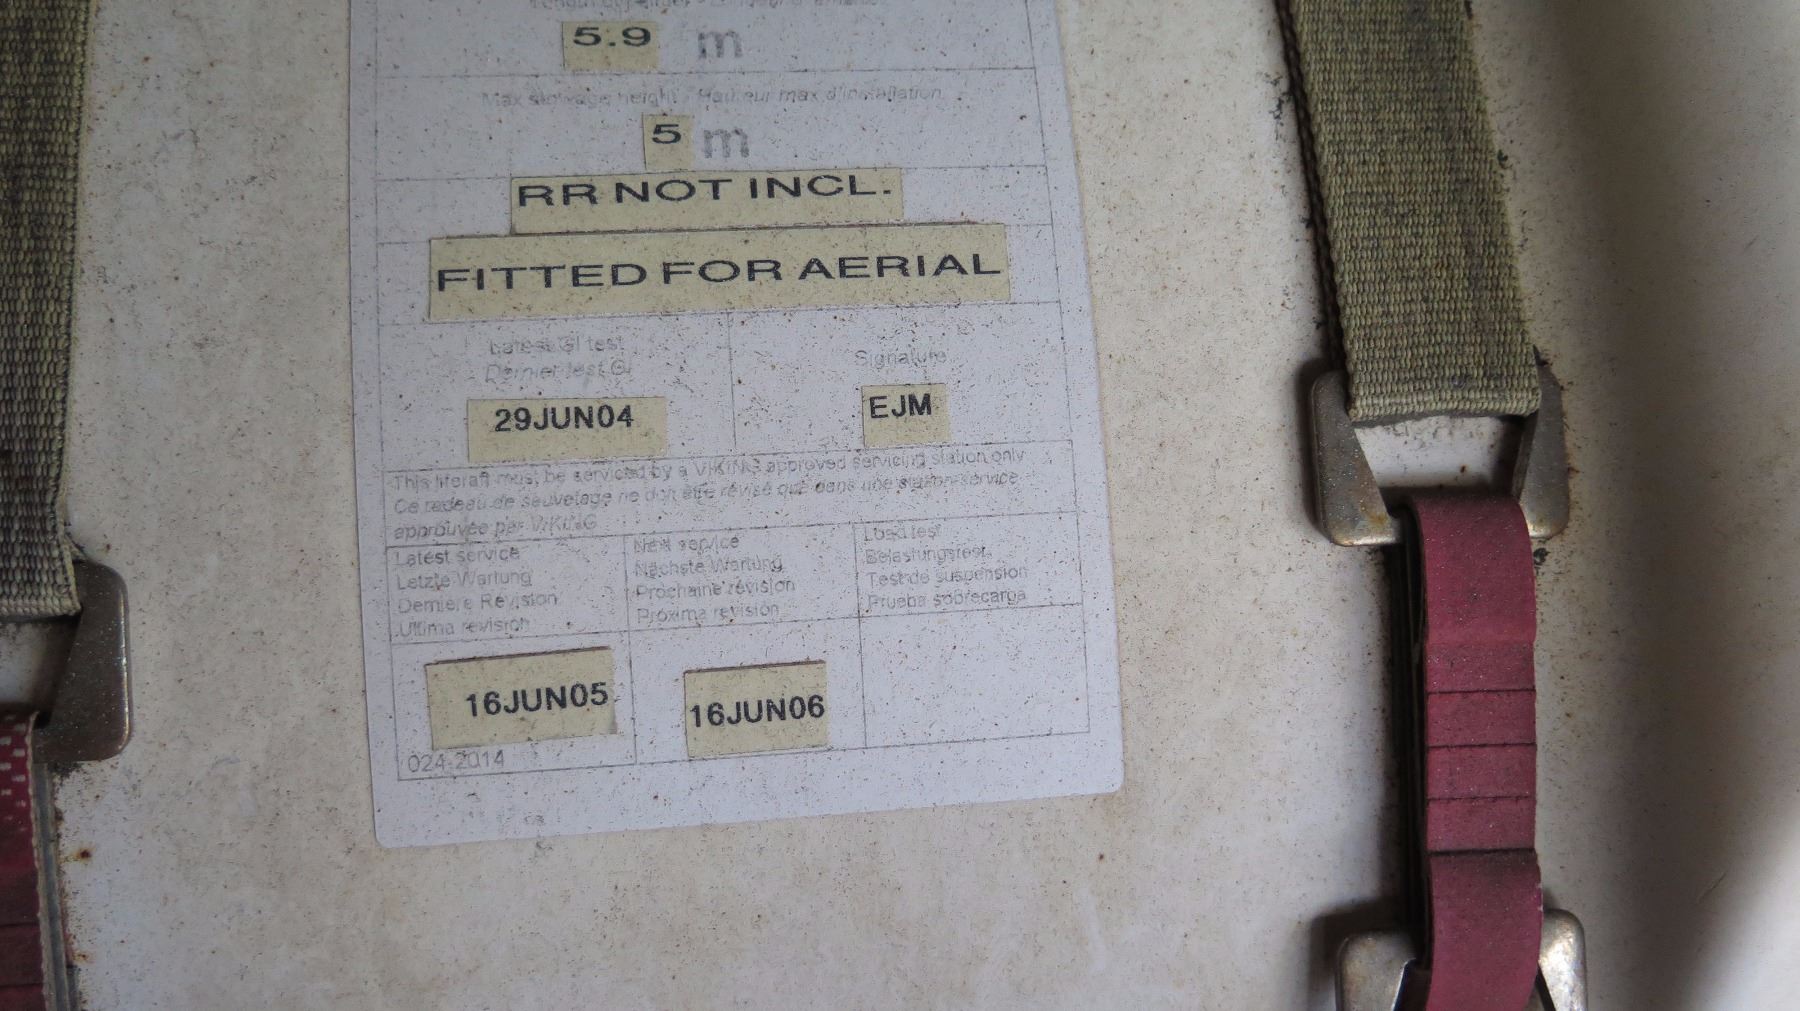 5.9 m
Max stowage height - Hauteur max d'installation
5 m
RR NOT INCL.
FITTED FOR AERIAL
Latest GI test
Dernier test GI
Signature
29JUN04
EJM
This liferaft must be serviced by a VIKING approved servicing station only
Ce radeau de sauvetage ne doit être révisé que dans une station-service
approuvée par VIKING
Latest service
Letzte Wartung
Derniere Revision
Ultima revision
Next service
Nächste Wartung
Prochaine révision
Próxima revisión
Load test
Belastungstest
Test de suspension
Prueba sobrecarga
16JUN05
16JUN06
024-2014